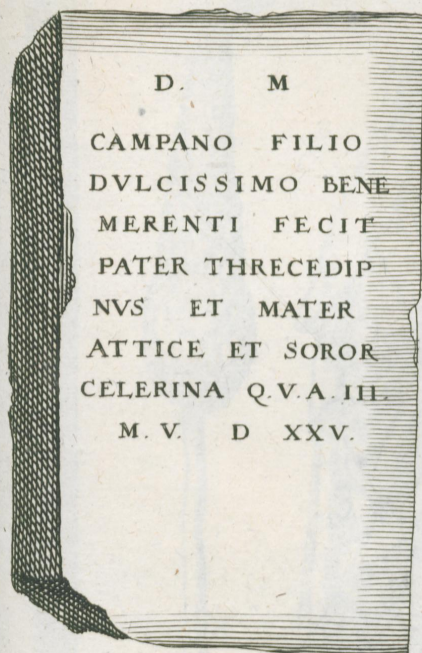 D. M
CAMPANO FILIO
DVLCISSIMO BENE
MERENTI FECIT
PATER THRECEDIP
NVS ET MATER
ATTICE ET SOROR
CELERINA Q.V.A.III.
M.V. D XXV.